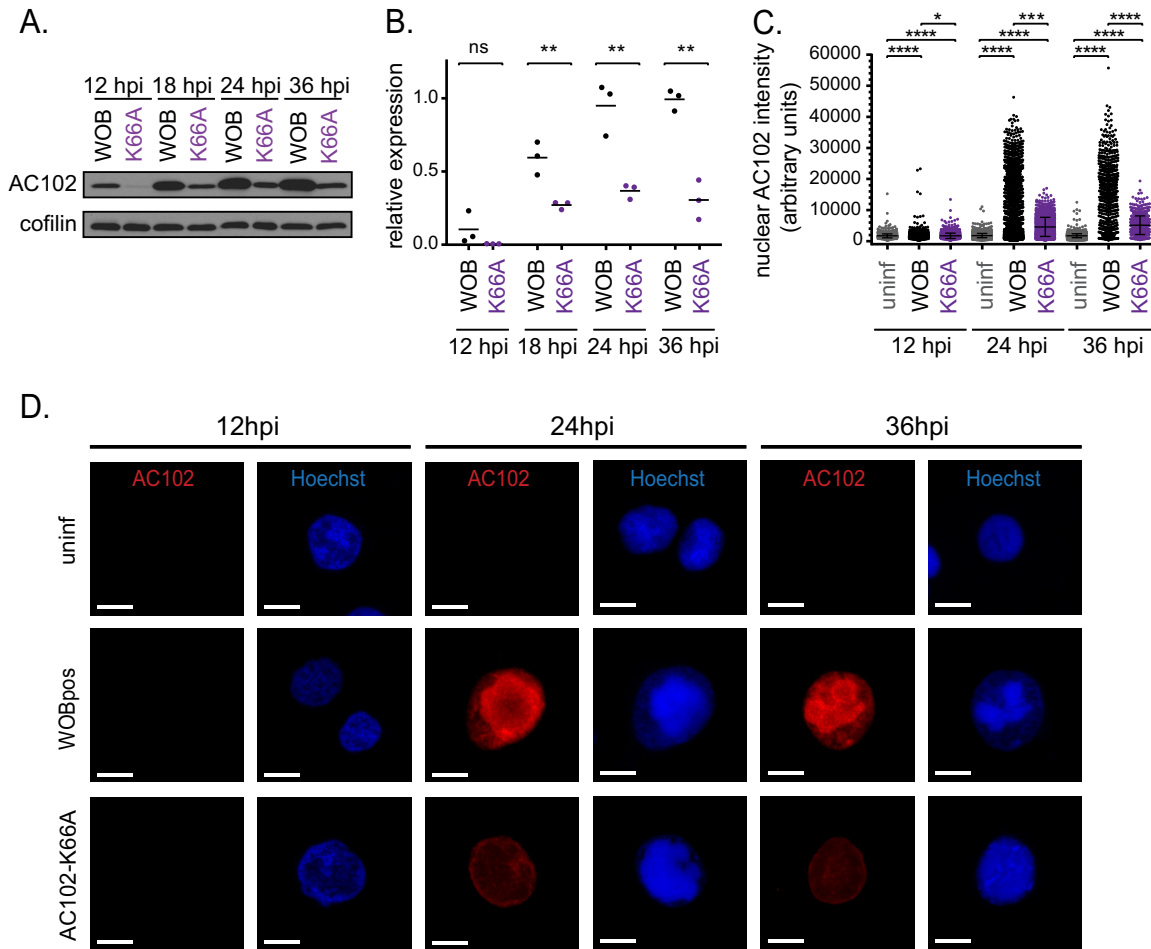 A.
12 hpi 18 hpi 24 hpi 36 hpi
WOB K66A WOB K66A WOB K66A WOB K66A
AC102
cofilin
B.
ns ** ** **
relative expression
1.0
0.5
0.0
WOB K66A WOB K66A WOB K66A WOB K66A
12 hpi 18 hpi 24 hpi 36 hpi
C.
* *** ****
**** **** ****
**** **** ****
nuclear AC102 intensity
(arbitrary units)
60000
50000
40000
30000
20000
10000
0
uninf WOB K66A uninf WOB K66A uninf WOB K66A
12 hpi 24 hpi 36 hpi
D.
12hpi 24hpi 36hpi
AC102 Hoechst AC102 Hoechst AC102 Hoechst
uninf
WOBpos
AC102-K66A